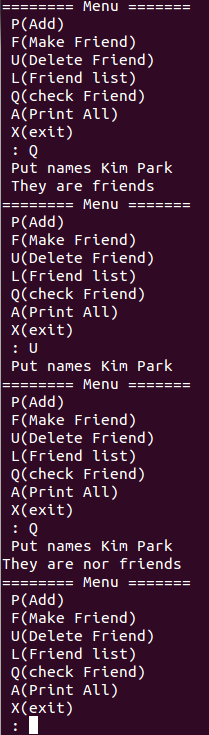 ======== Menu =======
P(Add)
F(Make Friend)
U(Delete Friend)
L(Friend list)
Q(check Friend)
A(Print All)
X(exit)
: Q
Put names Kim Park
They are friends
======== Menu =======
P(Add)
F(Make Friend)
U(Delete Friend)
L(Friend list)
Q(check Friend)
A(Print All)
X(exit)
: U
Put names Kim Park
======== Menu =======
P(Add)
F(Make Friend)
U(Delete Friend)
L(Friend list)
Q(check Friend)
A(Print All)
X(exit)
: Q
Put names Kim Park
They are nor friends
======== Menu =======
P(Add)
F(Make Friend)
U(Delete Friend)
L(Friend list)
Q(check Friend)
A(Print All)
X(exit)
: